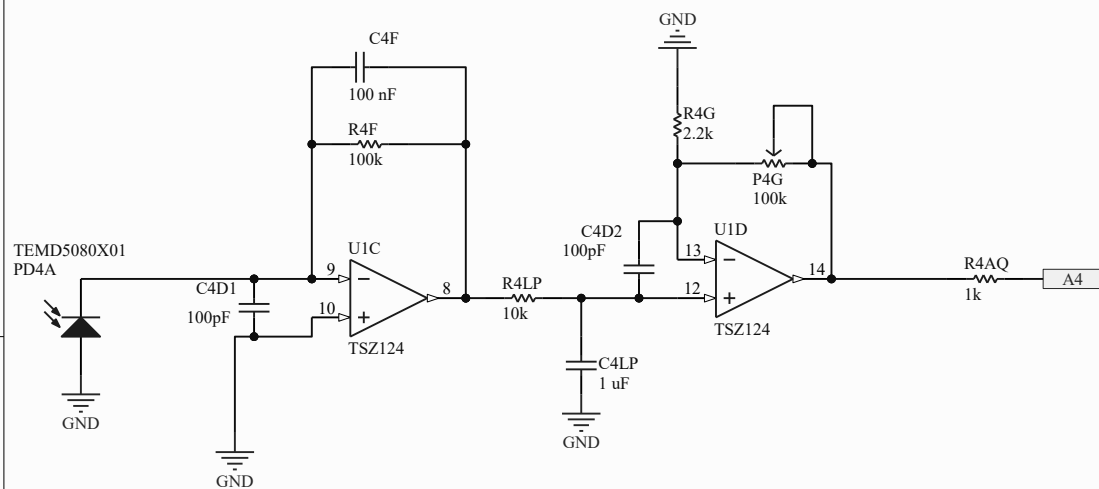 GND
C4F
100 nF
R4F
100k
R4G
2.2k
P4G
100k
TEMD5080X01
PD4A
C4D1
100pF
U1C
9
10
8
TSZ124
R4LP
10k
C4D2
100pF
U1D
13
12
14
TSZ124
R4AQ
1k
A4
C4LP
1 uF
GND
GND
GND